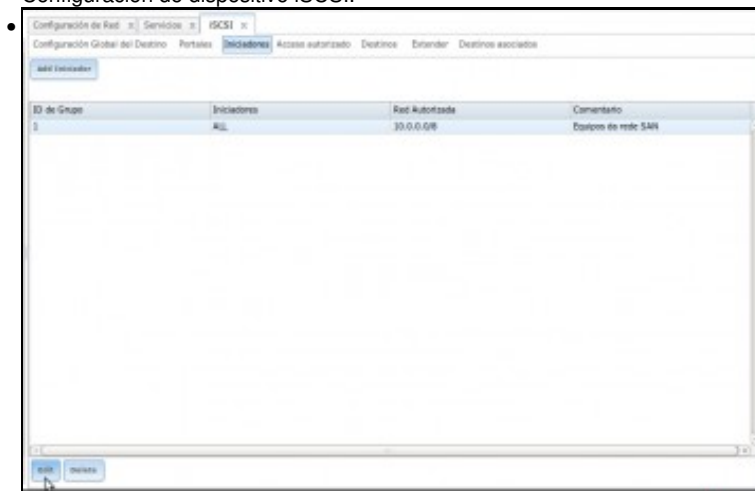 Configuración de dispositivo iSCSI.
Configuración de Red x Servicios x iSCSI x
Configuración Global del Destino Portales Iniciadores Acceso autorizado Destinos Extender Destinos asociados
Add Iniciador
ID de Grupo Iniciadores Red Autorizada Comentario
1 ALL 10.0.0.0/8 Equipos de rede SAN
Edit Delete